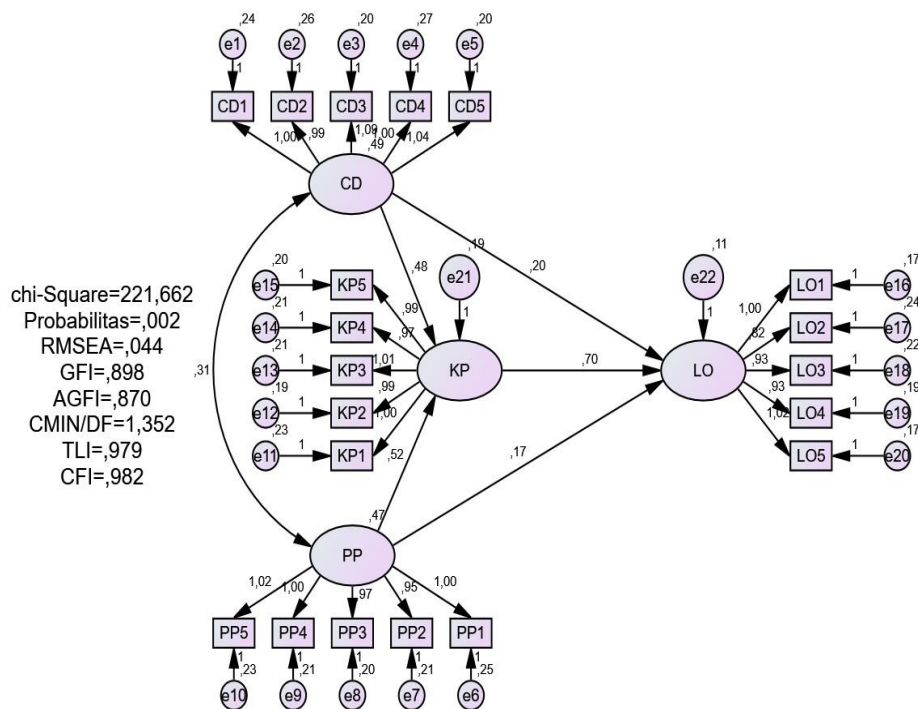 ,24 ,26 ,20 ,27 ,20
e1 e2 e3 e4 e5
1 1 1 1 1
CD1 CD2 CD3 CD4 CD5
1,00 ,99 1,09 1,00 1,04
,49
CD
,31
chi-Square=221,662
Probabilitas=,002
RMSEA=,044
GFI=,898
AGFI=,870
CMIN/DF=1,352
TLI=,979
CFI=,982
,48
,20
,20
e15 1 KP5 ,99
,21
e14 1 KP4 ,97
,21
e13 1 KP3 1,01
,19
e12 1 KP2 ,99
,23
e11 1 KP1 1,00
,19
e21
1
KP
,70
,52
,17
,11
e22
1
LO
,17
1,00 LO1 1 e16
,24
,82 LO2 1 e17
,22
,93 LO3 1 e18
,19
,93 LO4 1 e19
,17
1,02 LO5 1 e20
,47
PP
1,02 1,00 ,97 ,95 1,00
PP5 PP4 PP3 PP2 PP1
1 1 1 1 1
,23 ,21 ,20 ,21 ,25
e10 e9 e8 e7 e6